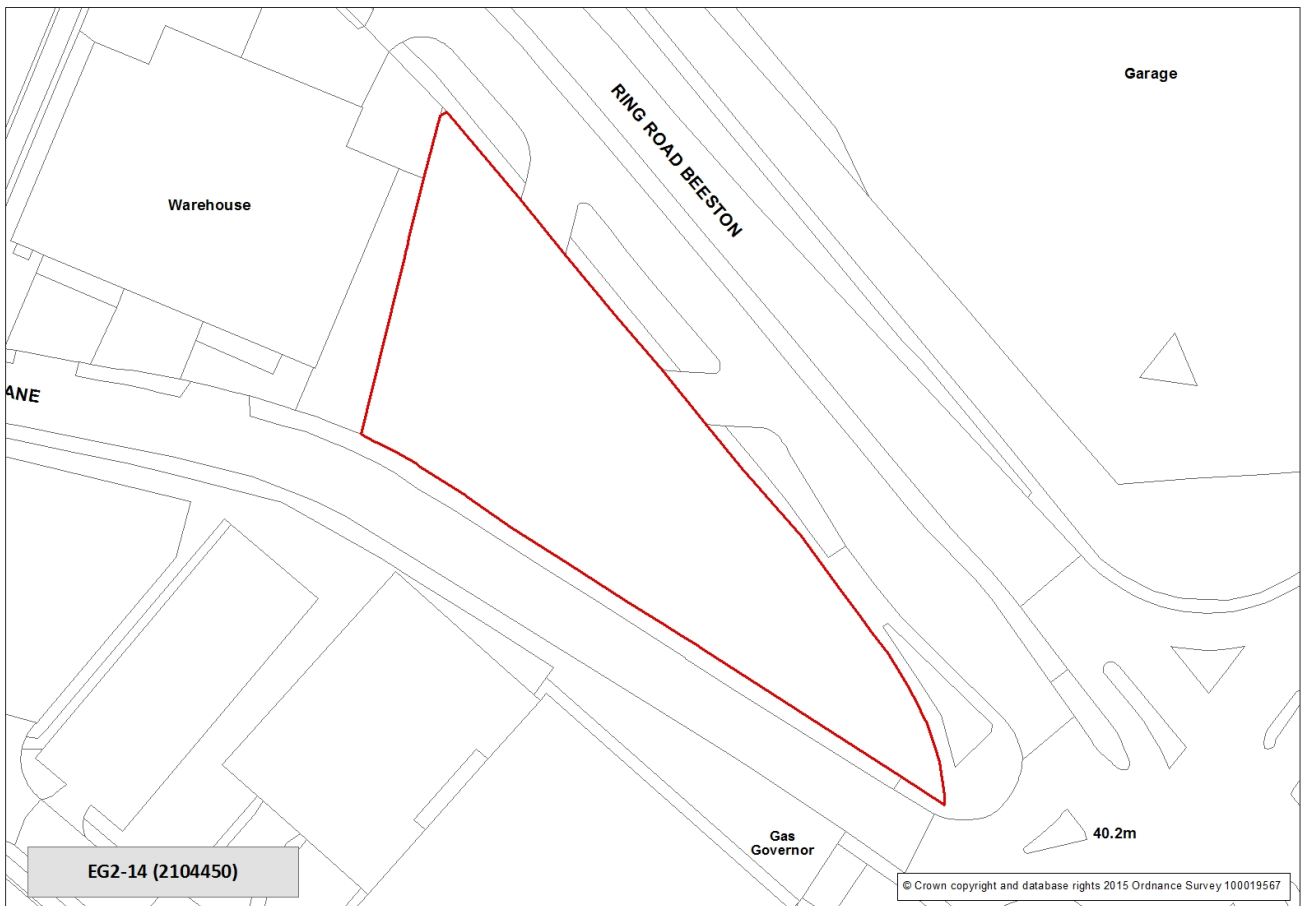 Garage
RING ROAD BEESTON
Warehouse
ANE
Gas
Governor
40.2m
EG2-14 (2104450)
© Crown copyright and database rights 2015 Ordnance Survey 100019567